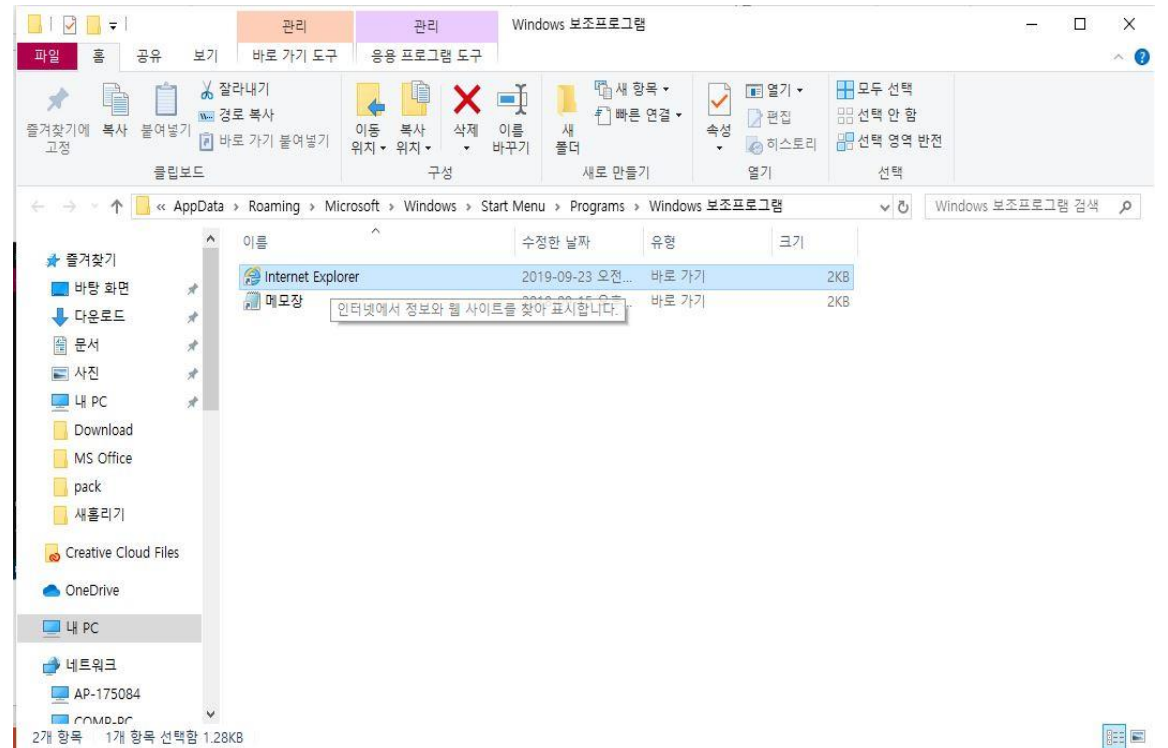 관리 관리 Windows 보조프로그램
파일 홈 공유 보기 바로 가기 도구 응용 프로그램 도구
즐겨찾기에 고정
복사
붙여넣기
잘라내기
경로 복사
바로 가기 붙여넣기
클립보드
이동 위치
복사 위치
삭제
이름 바꾸기
구성
새 폴더
새 항목
빠른 연결
새로 만들기
속성
열기
편집
히스토리
열기
모두 선택
선택 안 함
선택 영역 반전
선택
« AppData › Roaming › Microsoft › Windows › Start Menu › Programs › Windows 보조프로그램
Windows 보조프로그램 검색
이름 수정한 날짜 유형 크기
Internet Explorer 2019-09-23 오전... 바로 가기 2KB
메모장 바로 가기 2KB
인터넷에서 정보와 웹 사이트를 찾아 표시합니다.
즐겨찾기
바탕 화면
다운로드
문서
사진
내 PC
Download
MS Office
pack
새홀리기
Creative Cloud Files
OneDrive
내 PC
네트워크
AP-175084
COMP-PC
2개 항목 1개 항목 선택함 1.28KB